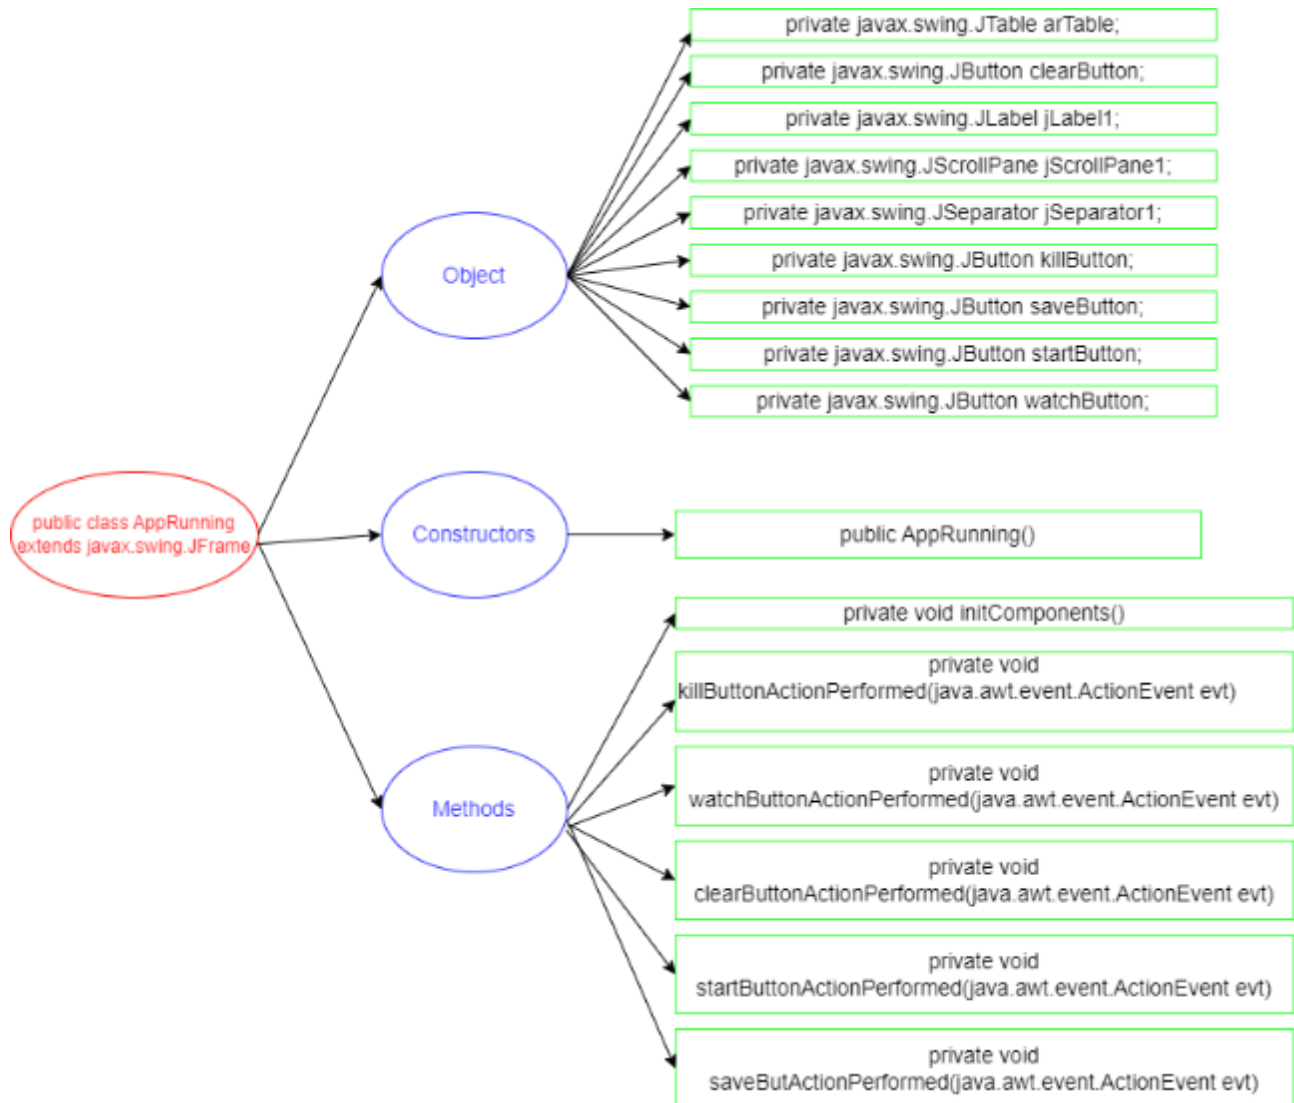 private javax.swing.JTable arTable;
private javax.swing.JButton clearButton;
private javax.swing.JLabel jLabel1;
private javax.swing.JScrollPane jScrollPane1;
private javax.swing.JSeparator jSeparator1;
private javax.swing.JButton killButton;
private javax.swing.JButton saveButton;
private javax.swing.JButton startButton;
private javax.swing.JButton watchButton;
Object
public class AppRunning
extends javax.swing.JFrame
Constructors
public AppRunning()
Methods
private void initComponents()
private void
killButtonActionPerformed(java.awt.event.ActionEvent evt)
private void
watchButtonActionPerformed(java.awt.event.ActionEvent evt)
private void
clearButtonActionPerformed(java.awt.event.ActionEvent evt)
private void
startButtonActionPerformed(java.awt.event.ActionEvent evt)
private void
saveButActionPerformed(java.awt.event.ActionEvent evt)